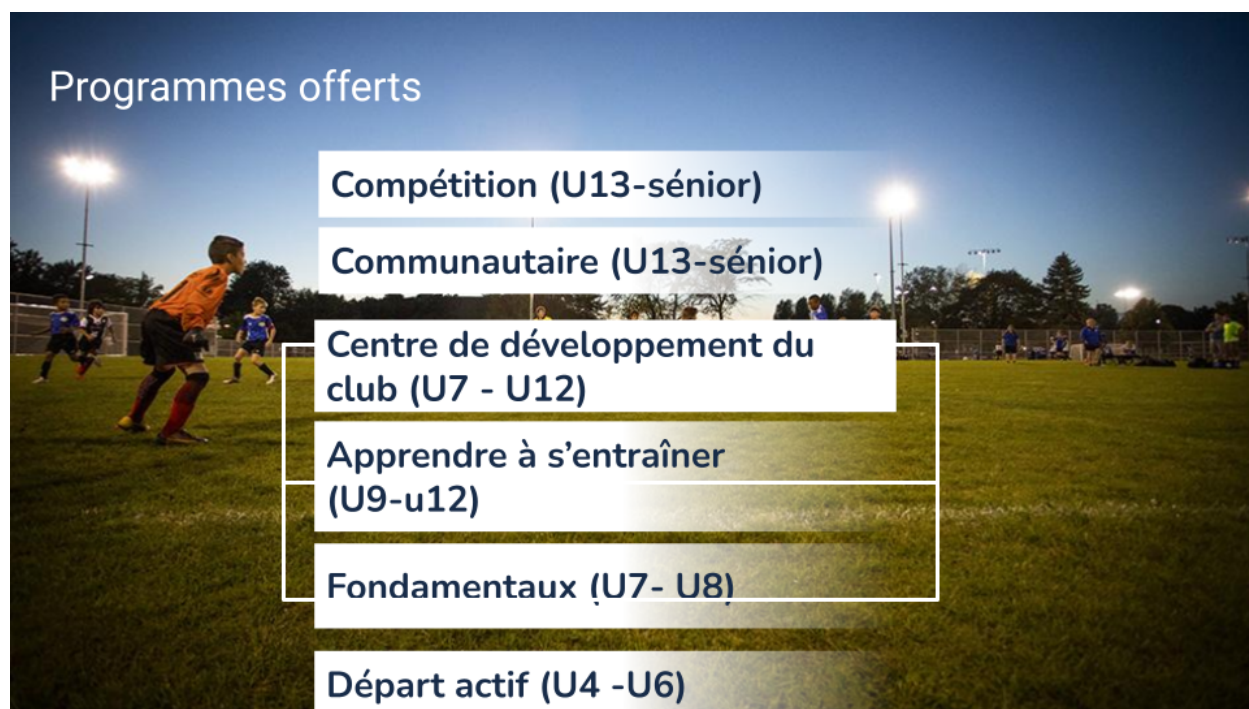 Programmes offerts
Compétition (U13-sénior)
Communautaire (U13-sénior)
Centre de développement du
club (U7 - U12)
Apprendre à s’entraîner
(U9-u12)
Fondamentaux (U7- U8)
Départ actif (U4 -U6)